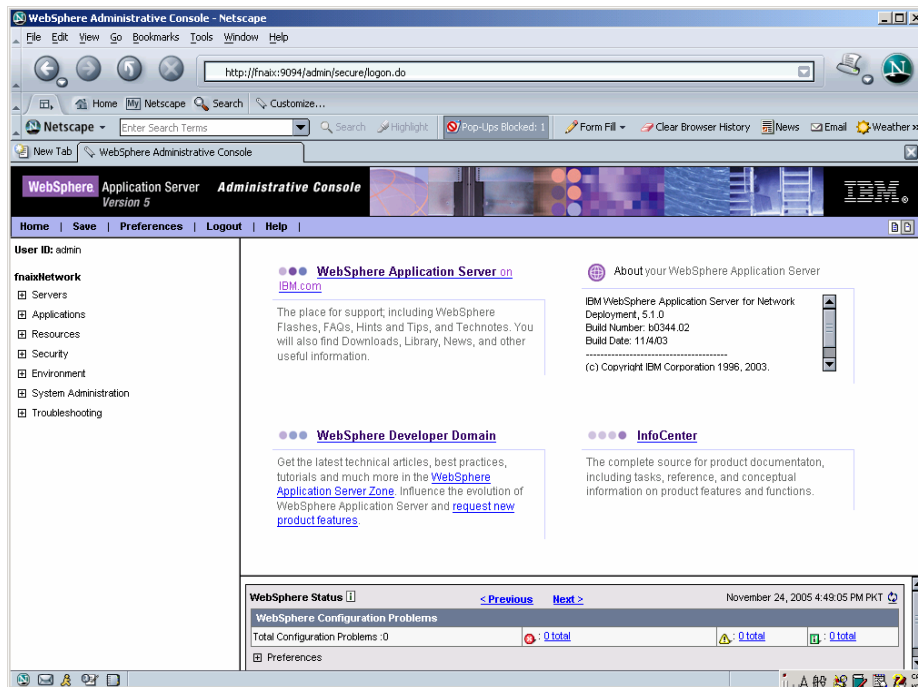 WebSphere Administrative Console - Netscape
File Edit View Go Bookmarks Tools Window Help
http://fnaix:9094/admin/secure/logon.do
Home My Netscape Search Customize...
Netscape Enter Search Terms Search Highlight Pop-Ups Blocked: 1 Form Fill Clear Browser History News Email Weather
New Tab WebSphere Administrative Console
WebSphere Application Server Administrative Console
Version 5
IBM
Home | Save | Preferences | Logout | Help |
User ID: admin
fnaixNetwork
Servers
Applications
Resources
Security
Environment
System Administration
Troubleshooting
WebSphere Application Server on
IBM.com
The place for support; including WebSphere
Flashes, FAQs, Hints and Tips, and Technotes. You
will also find Downloads, Library, News, and other
useful information.
About your WebSphere Application Server
IBM WebSphere Application Server for Network
Deployment, 5.1.0
Build Number: b0344.02
Build Date: 11/4/03
----------------------------------------
(c) Copyright IBM Corporation 1996, 2003.
WebSphere Developer Domain
Get the latest technical articles, best practices,
tutorials and much more in the WebSphere
Application Server Zone. Influence the evolution of
WebSphere Application Server and request new
product features.
InfoCenter
The complete source for product documentaton,
including tasks, reference, and conceptual
information on product features and functions.
WebSphere Status < Previous Next > November 24, 2005 4:49:05 PM PKT
WebSphere Configuration Problems
Total Configuration Problems :0 : 0 total : 0 total : 0 total
Preferences